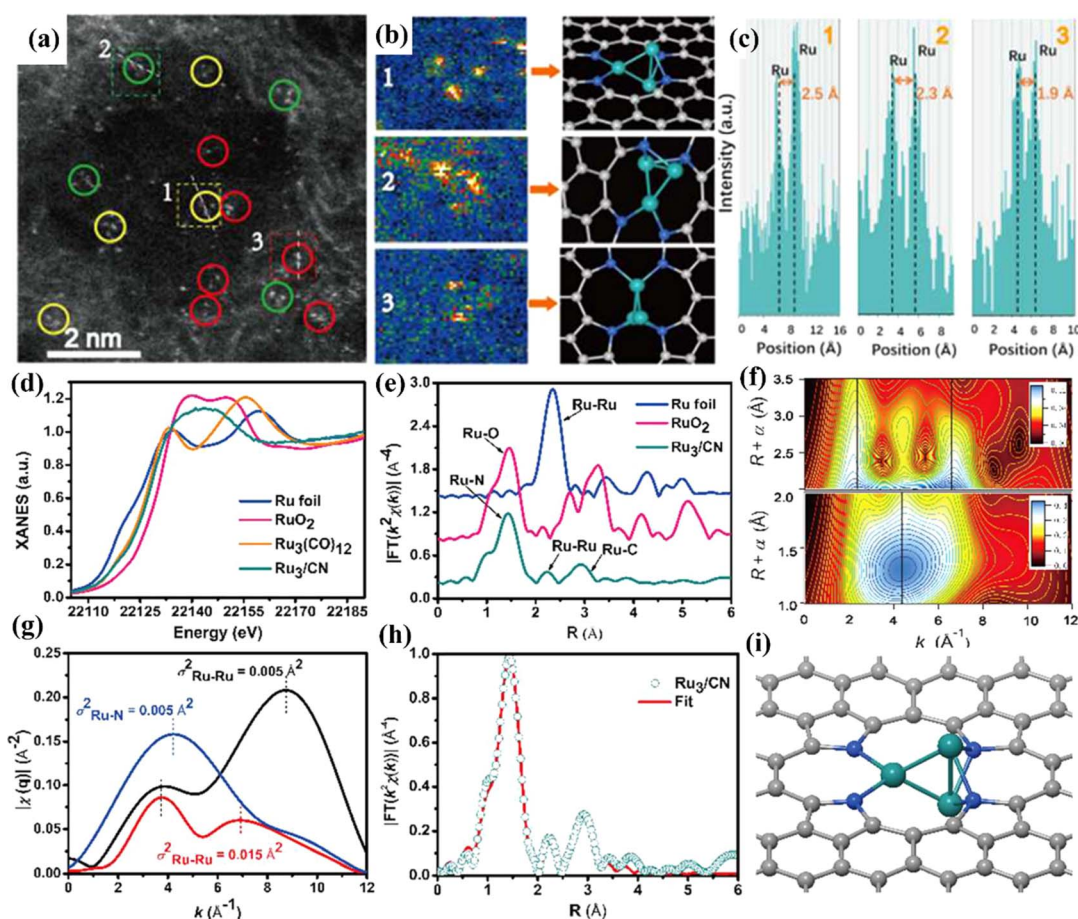 (a)
2
1
3
2 nm
(b)
1
2
3
(c)
Intensity (a.u.)
1
Ru
Ru
2.5 Å
0 4 8 12 16
Position (Å)
2
Ru
Ru
2.3 Å
0 2 4 6 8
Position (Å)
3
Ru
Ru
1.9 Å
0 2 4 6 8 10
Position (Å)
(d)
XANES (a.u.)
1.2
1.0
0.8
0.6
0.4
0.2
0.0
Ru foil
RuO2
Ru3(CO)12
Ru3/CN
22110 22125 22140 22155 22170 22185
Energy (eV)
(e)
|FT(k2χ(k))| (Å-4)
3.0
2.4
1.8
1.2
0.6
0.0
Ru-Ru
Ru-O
Ru-N
Ru-Ru
Ru-C
Ru foil
RuO2
Ru3/CN
0 1 2 3 4 5 6
R (Å)
(f)
R + α (Å)
3.5
3.0
2.5
R + α (Å)
2.0
1.5
1.0
0 2 4 6 8 10 12
k (Å-1)
(g)
|χ(q)| (Å-2)
0.25
0.20
0.15
0.10
0.05
0.00
σ2Ru-Ru = 0.005 Å2
σ2Ru-N = 0.005 Å2
σ2Ru-Ru = 0.015 Å2
0 2 4 6 8 10 12
k (Å-1)
(h)
1.0
0.8
0.6
0.4
0.2
0.0
Ru3/CN
Fit
0 1 2 3 4 5 6
R (Å)
(i)